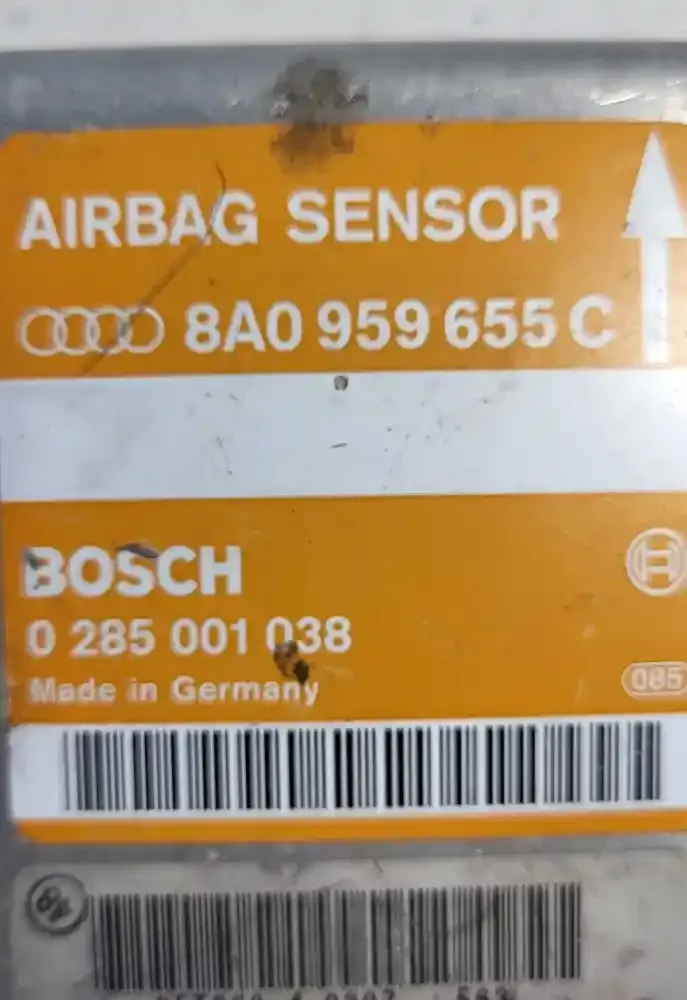 AIRBAG SENSOR
8A0 959 655 C
BOSCH
0 285 001 038
Made in Germany
085